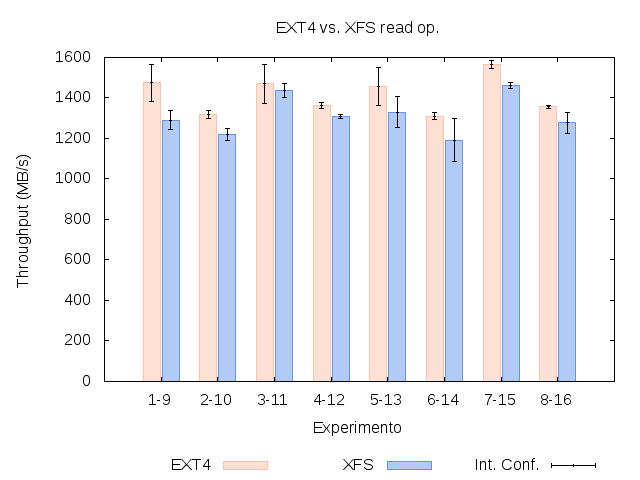 EXT4 vs. XFS read op.
1600
1400
1200
1000
800
600
400
200
0
Throughput (MB/s)
1-9 2-10 3-11 4-12 5-13 6-14 7-15 8-16
Experimento
EXT4 XFS Int. Conf.